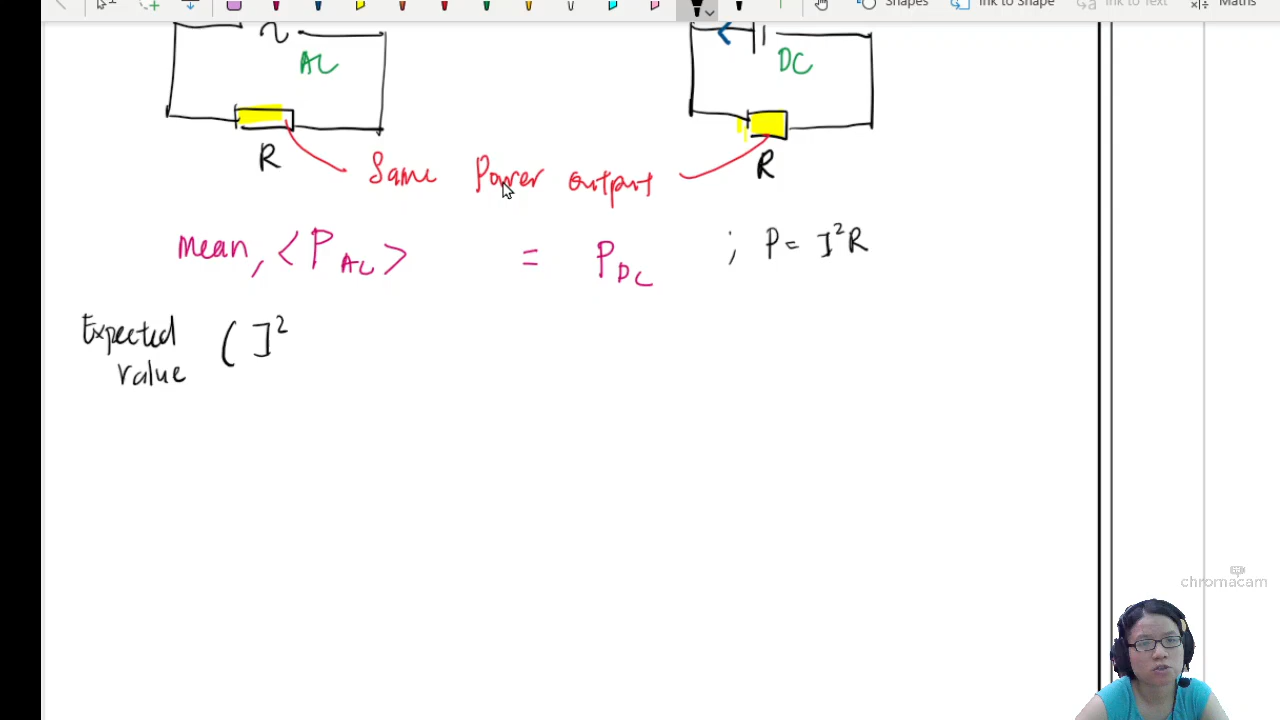 Shapes Ink to Shape Ink to Text Maths
AC DC
R R
Same Power output
mean, <P_AC> = P_DC ; P = I²R
Expected value ( I²
chromacam